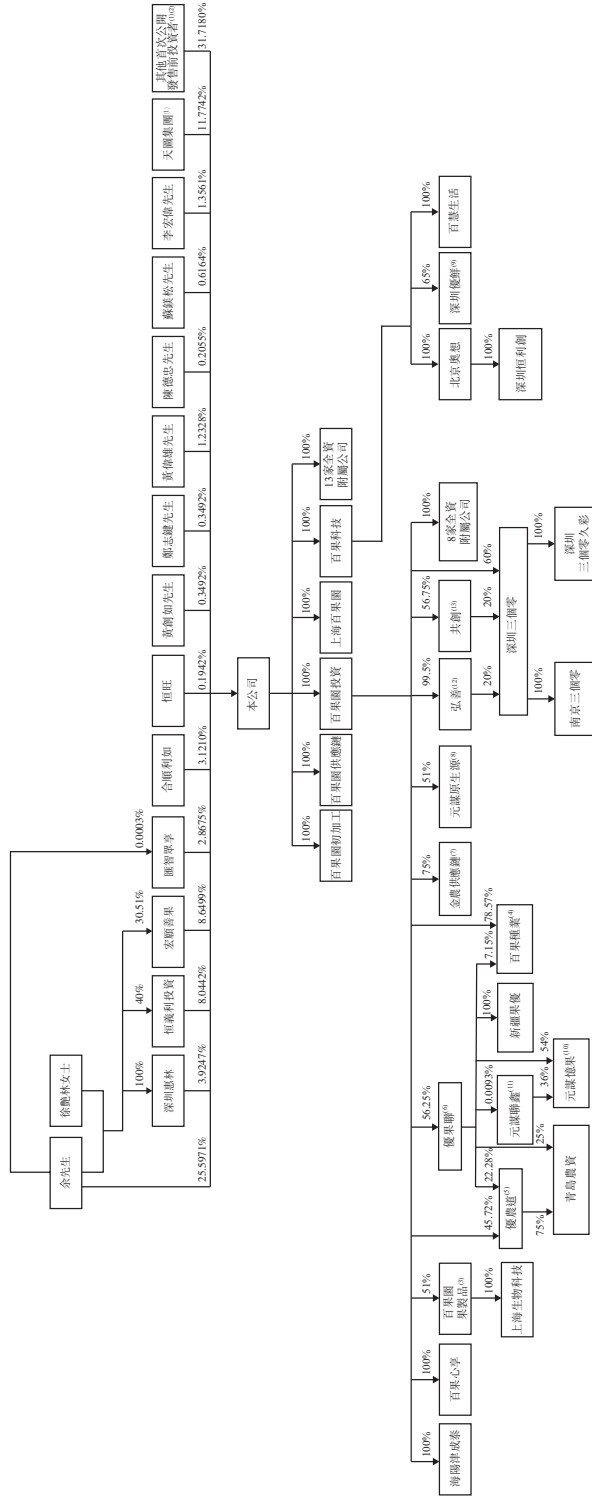 余先生
徐艷林女士
100%
40%
30.51%
0.0003%
深圳惠林
恒義利投資
宏願善果
匯智眾享
合順利如
恒旺
黃創如先生
鄭志鍵先生
黃偉雄先生
陳德忠先生
蘇鎂松先生
李宏偉先生
天圖集團(1)
其他首次公開
發售前投資者(1)(2)
25.5971%
3.9247%
8.0442%
8.6499%
2.8675%
3.1210%
0.1942%
0.3492%
0.3492%
1.2328%
0.2055%
0.6164%
1.3561%
11.7742%
31.7180%
本公司
100%
100%
100%
100%
100%
100%
百果園初加工
百果園供應鏈
百果園投資
上海百果園
百果科技
13家全資
附屬公司
100%
65%
100%
北京奧想
深圳優鮮(9)
百慧生活
100%
深圳恒利創
100%
100%
51%
45.72%
56.25%
75%
51%
99.5%
56.75%
100%
海陽津成泰
百果心享
百果園
果製品(3)
優果聯(6)
金農供應鏈(7)
元謀原生源(8)
弘善(12)
共創(13)
8家全資
附屬公司
100%
上海生物科技
22.28%
0.0093%
100%
7.15%
78.57%
優農道(5)
元謀聯鑫(11)
新疆果優
百果種業(4)
75%
25%
36%
54%
青島農資
元謀憶果(10)
20%
20%
60%
深圳三個零
100%
100%
南京三個零
深圳
三個零久彩